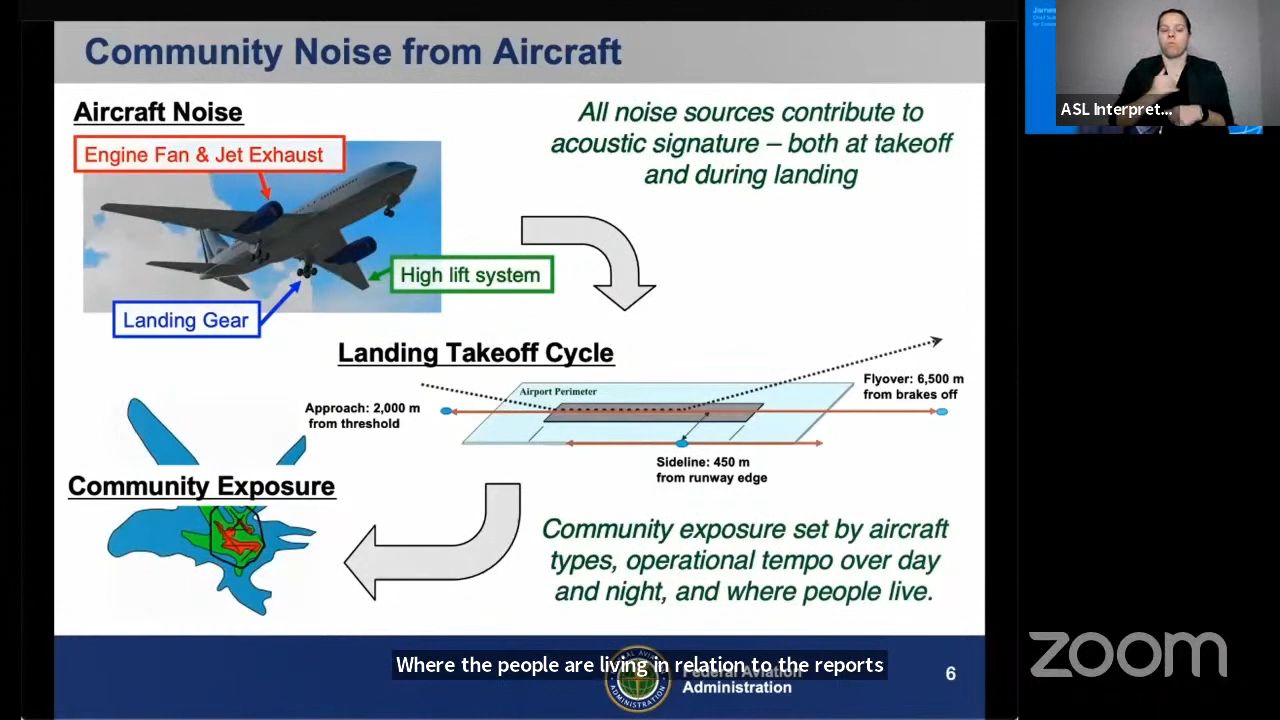 Community Noise from Aircraft
Aircraft Noise
Engine Fan & Jet Exhaust
High lift system
Landing Gear
All noise sources contribute to
acoustic signature – both at takeoff
and during landing
Landing Takeoff Cycle
Airport Perimeter
Approach: 2,000 m
from threshold
Flyover: 6,500 m
from brakes off
Sideline: 450 m
from runway edge
Community Exposure
Community exposure set by aircraft
types, operational tempo over day
and night, and where people live.
Where the people are living in relation to the reports
Federal Aviation
Administration
6
James
ASL Interpret...
zoom